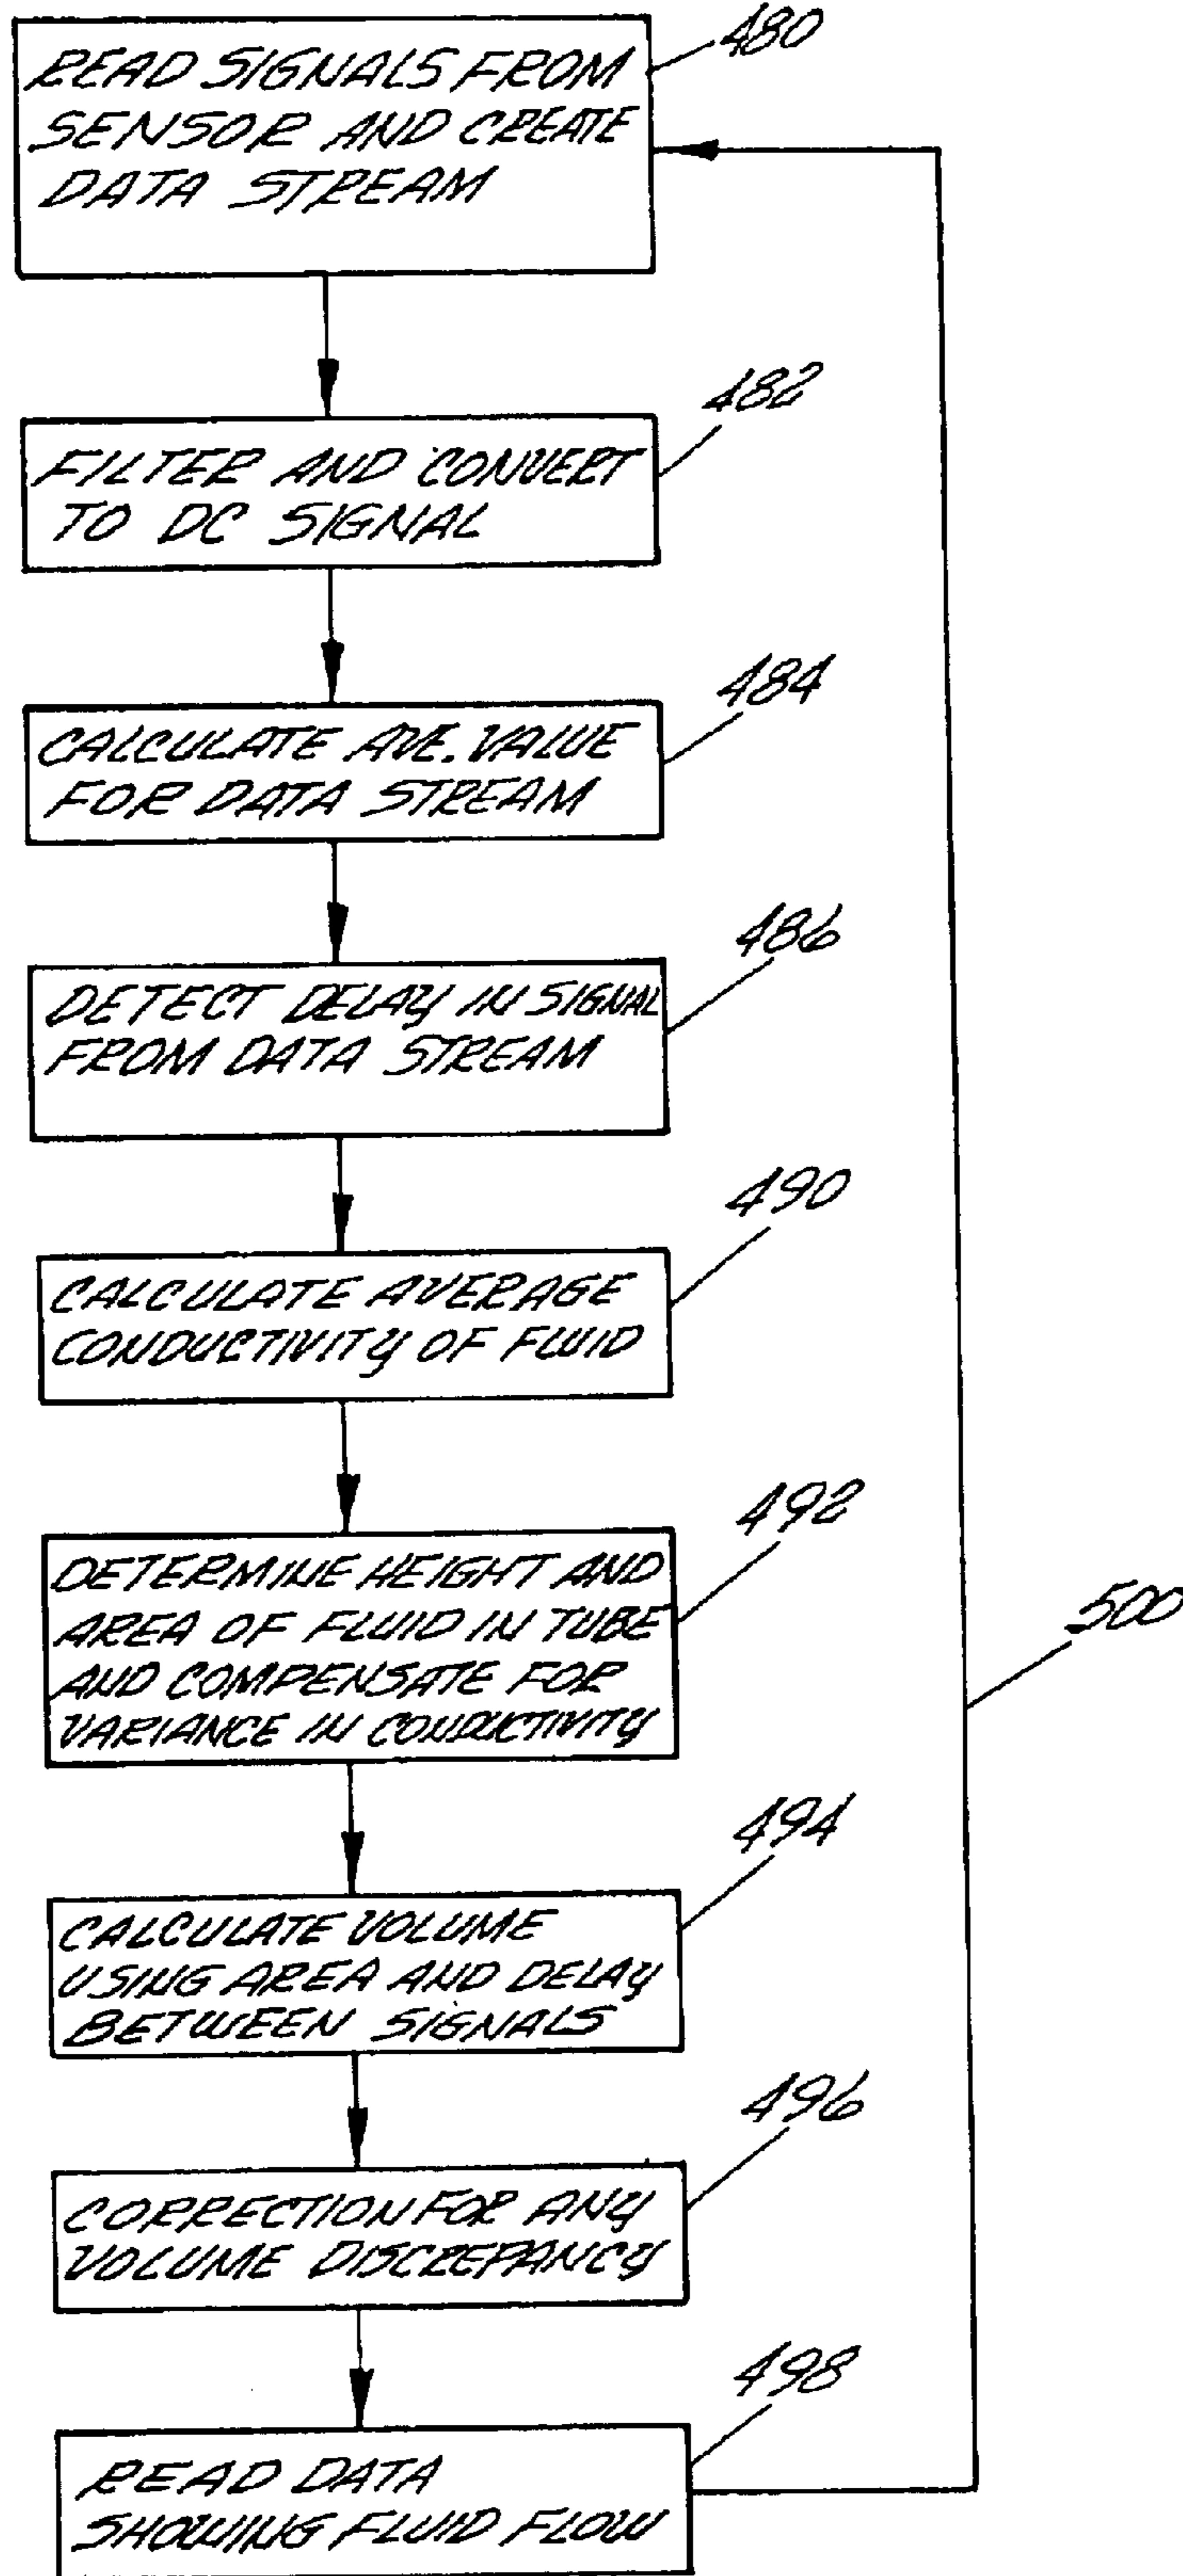 480
READ SIGNALS FROM
SENSOR AND CREATE
DATA STREAM
482
FILTER AND CONVERT
TO DC SIGNAL
484
CALCULATE AVE. VALUE
FOR DATA STREAM
486
DETECT DELAY IN SIGNAL
FROM DATA STREAM
490
CALCULATE AVERAGE
CONDUCTIVITY OF FLUID
492
DETERMINE HEIGHT AND
AREA OF FLUID IN TUBE
AND COMPENSATE FOR
VARIANCE IN CONDUCTIVITY
500
494
CALCULATE VOLUME
USING AREA AND DELAY
BETWEEN SIGNALS
496
CORRECTION FOR ANY
VOLUME DISCREPANCY
498
READ DATA
SHOWING FLUID FLOW